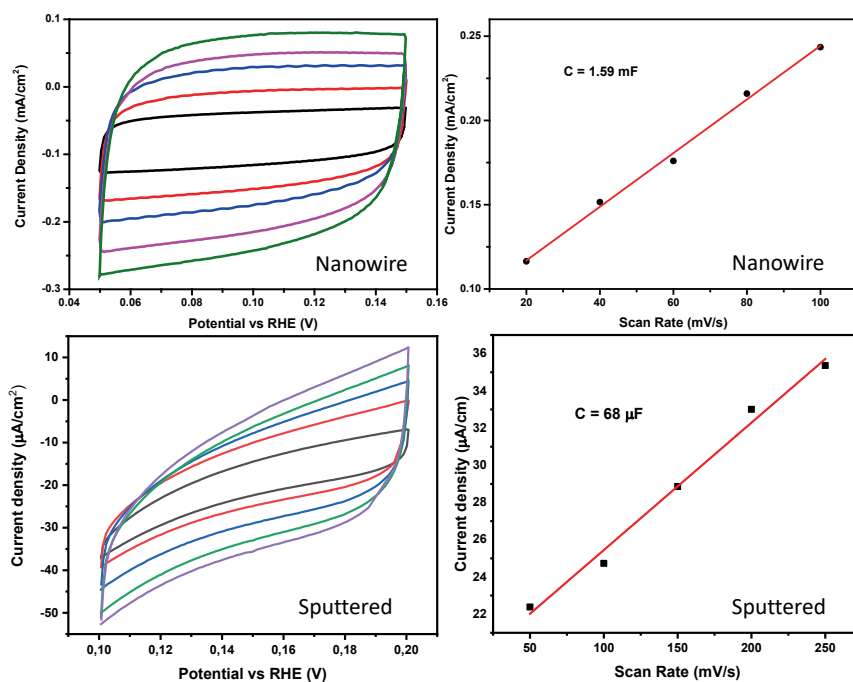 0.1
0.0
-0.1
-0.2
-0.3
0.04 0.06 0.08 0.10 0.12 0.14 0.16
Current Density (mA/cm²)
Potential vs RHE (V)
Nanowire
0.25
0.20
0.15
0.10
20 40 60 80 100
Current Density (mA/cm²)
Scan Rate (mV/s)
C = 1.59 mF
Nanowire
10
0
-10
-20
-30
-40
-50
0,10 0,12 0,14 0,16 0,18 0,20
Current density (µA/cm²)
Potential vs RHE (V)
Sputtered
36
34
32
30
28
26
24
22
50 100 150 200 250
Current density (µA/cm)
Scan Rate (mV/s)
C = 68 µF
Sputtered